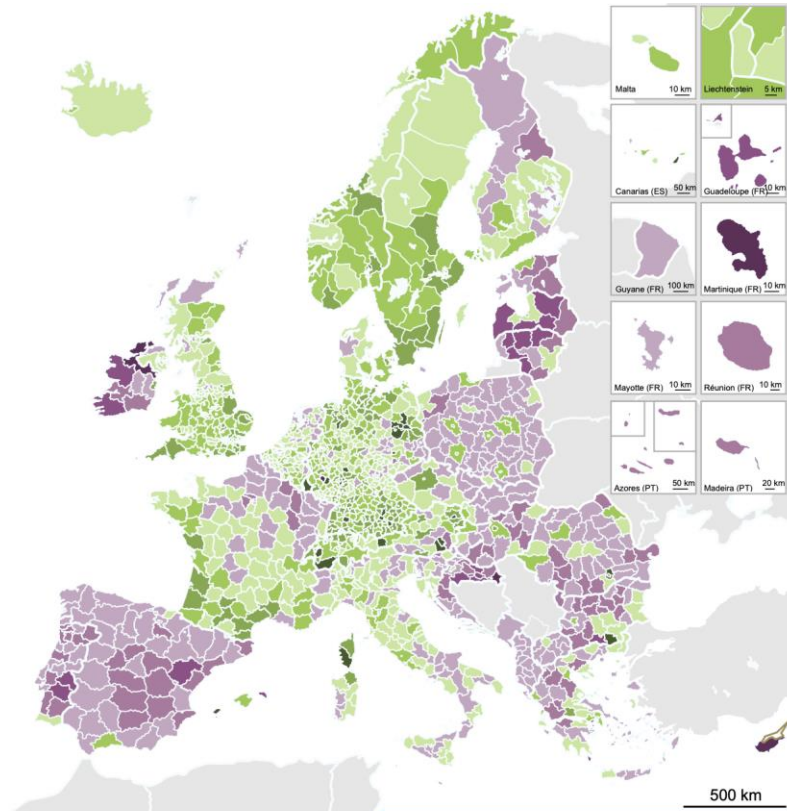 Malta
10 km
Liechtenstein
5 km
Canarias (ES)
50 km
Guadeloupe (FR)
10 km
Guyane (FR)
100 km
Martinique (FR)
10 km
Mayotte (FR)
10 km
Réunion (FR)
10 km
Azores (PT)
50 km
Madeira (PT)
20 km
500 km